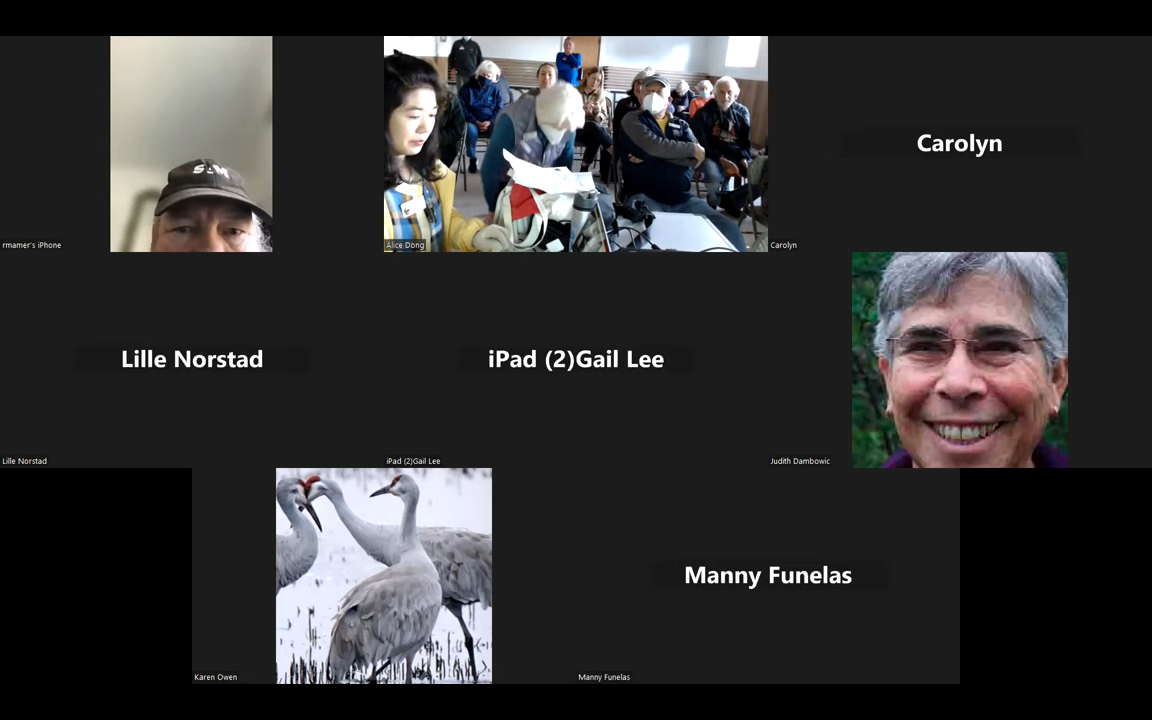 SAM
rmamer's iPhone
Alice Dong
Carolyn
Carolyn
Lille Norstad
iPad (2)Gail Lee
Lille Norstad
iPad (2)Gail Lee
Judith Dambowic
Manny Funelas
Karen Owen
Manny Funelas